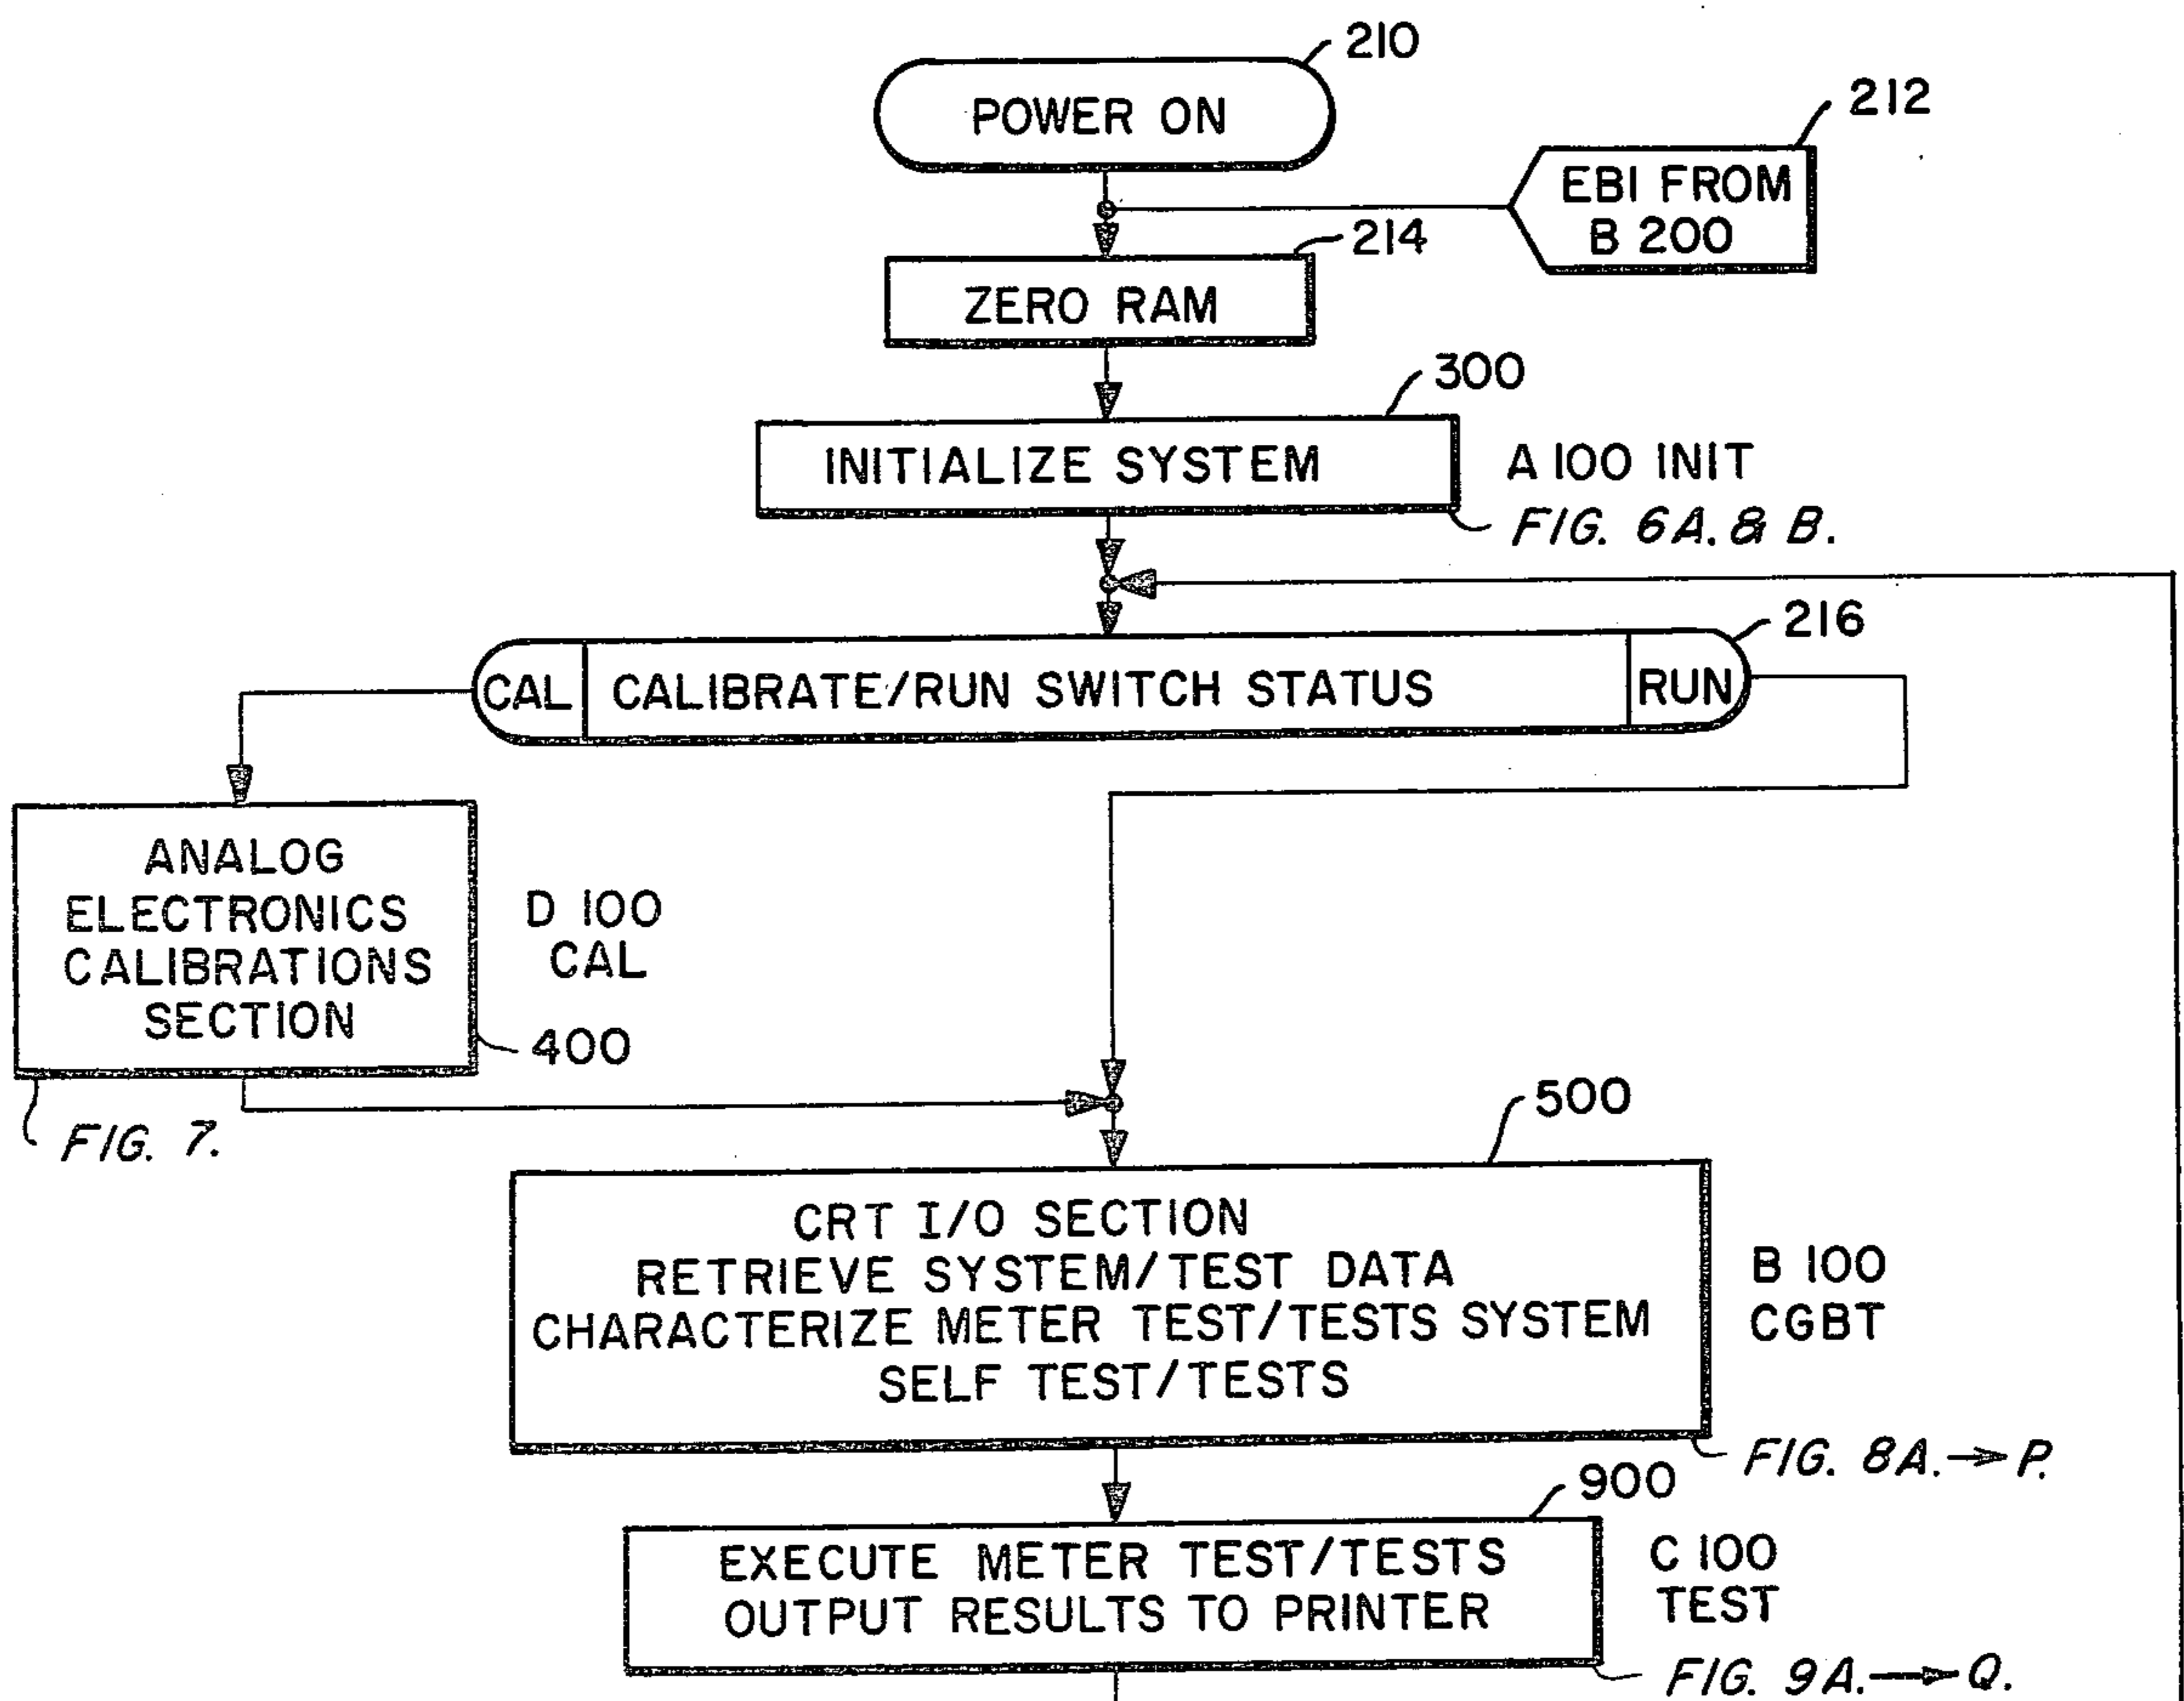 210
POWER ON
212
EBI FROM
B 200
214
ZERO RAM
300
INITIALIZE SYSTEM
A 100 INIT
FIG. 6A. & B.
216
CAL
CALIBRATE/RUN SWITCH STATUS
RUN
ANALOG
ELECTRONICS
CALIBRATIONS
SECTION
D 100
CAL
400
FIG. 7.
500
CRT I/O SECTION
RETRIEVE SYSTEM/TEST DATA
CHARACTERIZE METER TEST/TESTS SYSTEM
SELF TEST/TESTS
B 100
CGBT
FIG. 8A.→P.
900
EXECUTE METER TEST/TESTS
OUTPUT RESULTS TO PRINTER
C 100
TEST
FIG. 9A.→Q.